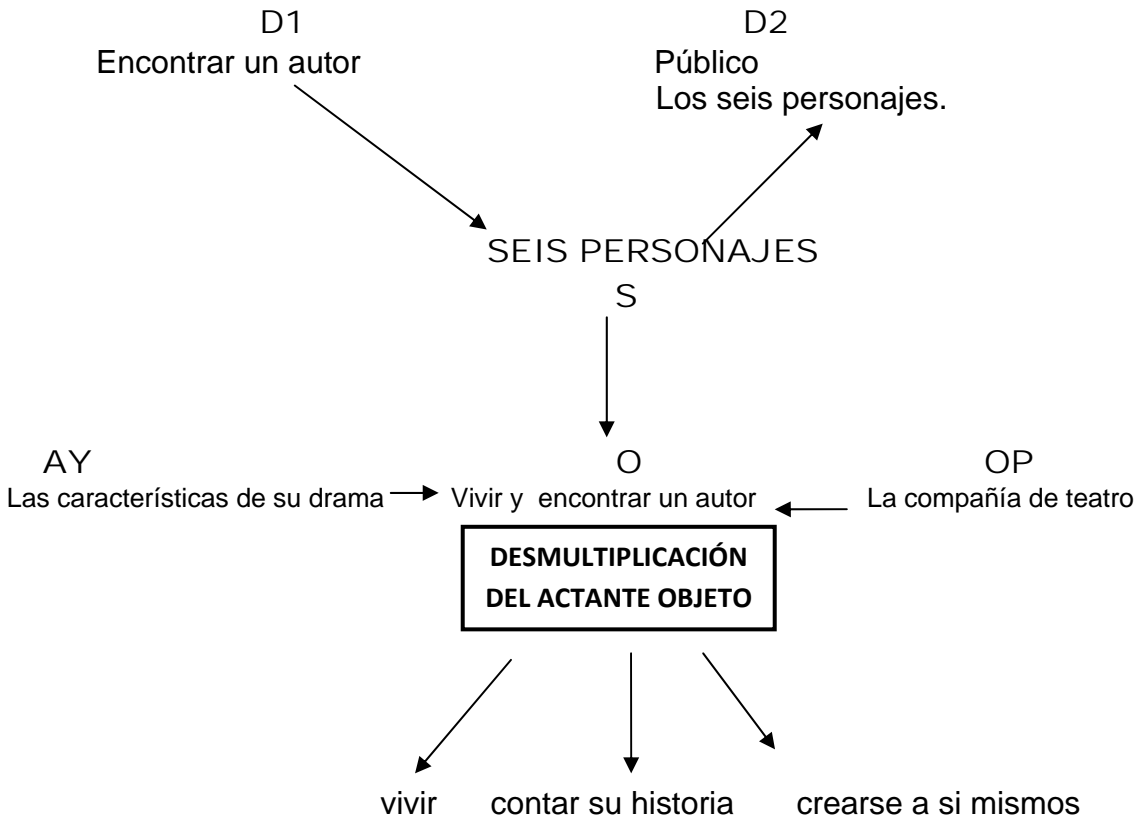 D1
D2
Encontrar un autor
Público
Los seis personajes.
SEIS PERSONAJES
S
AY
O
OP
Las características de su drama
Vivir y encontrar un autor
La compañía de teatro
DESMULTIPLICACIÓN
DEL ACTANTE OBJETO
vivir
contar su historia
crearse a si mismos